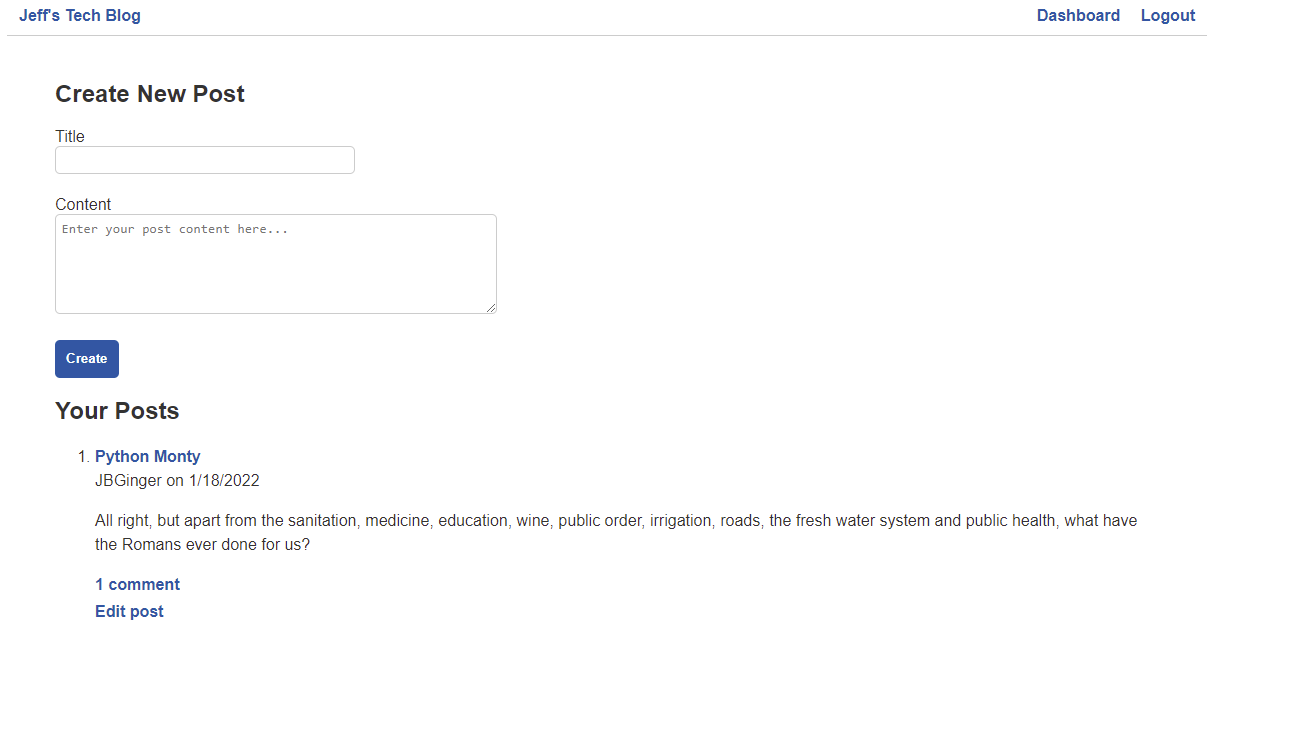 Jeff's Tech Blog Dashboard Logout
Create New Post
Title
Content
Enter your post content here...
Create
Your Posts
1. Python Monty
JBGinger on 1/18/2022
All right, but apart from the sanitation, medicine, education, wine, public order, irrigation, roads, the fresh water system and public health, what have
the Romans ever done for us?
1 comment
Edit post